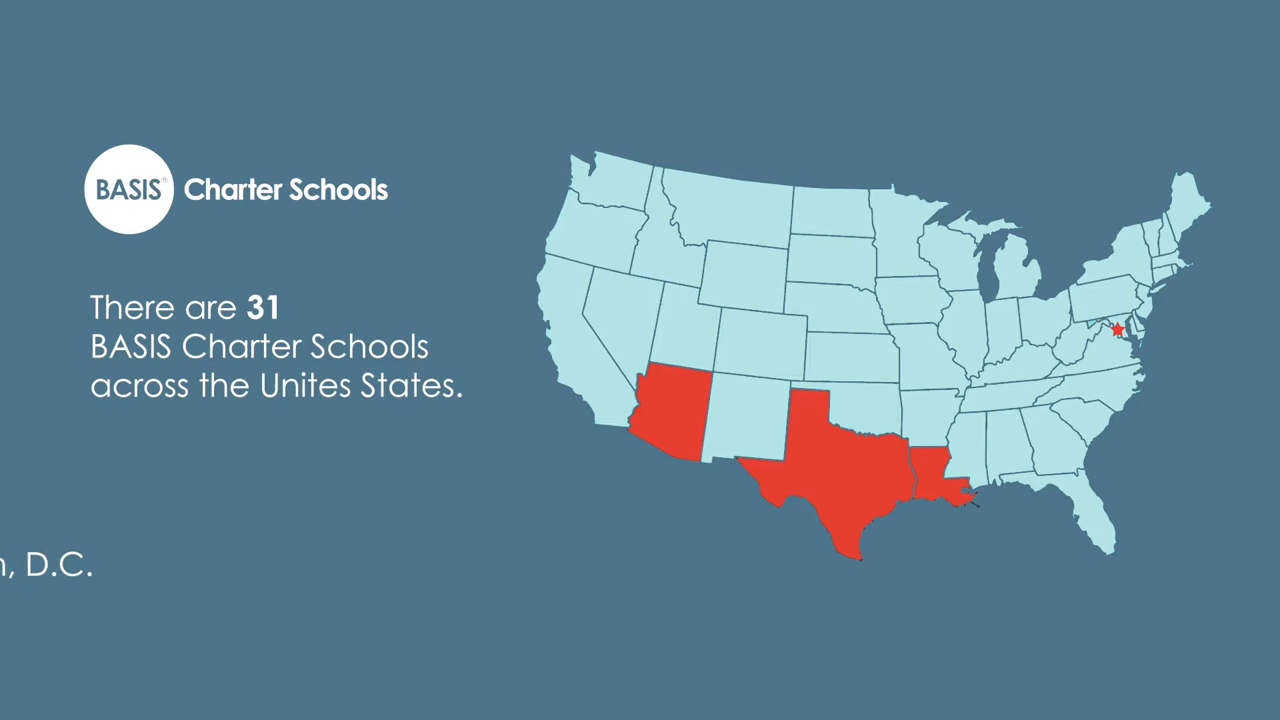 BASIS® Charter Schools
There are 31
BASIS Charter Schools
across the Unites States.
, D.C.